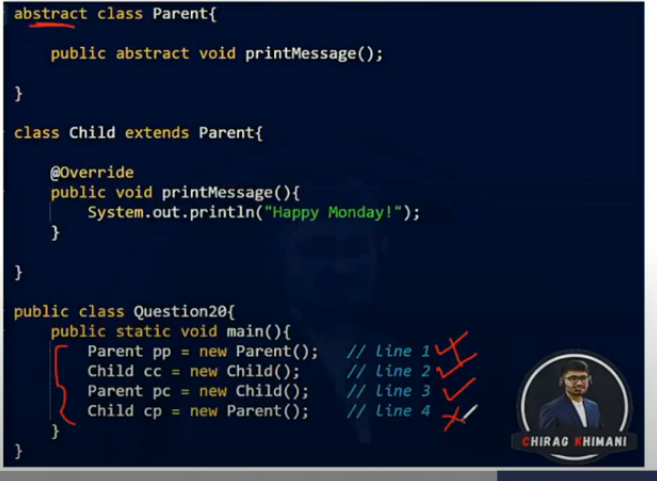 abstract class Parent{
public abstract void printMessage();
}
class Child extends Parent{
@Override
public void printMessage(){
System.out.println("Happy Monday!");
}
}
public class Question20{
public static void main(){
Parent pp = new Parent(); // line 1
Child cc = new Child(); // line 2
Parent pc = new Child(); // line 3
Child cp = new Parent(); // line 4
}
}
CHIRAG KHIMANI